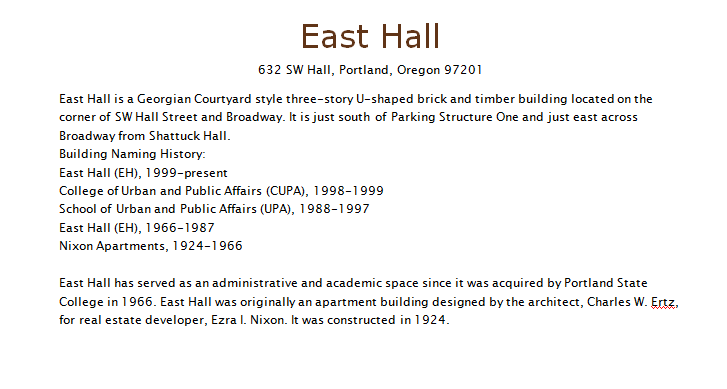 East Hall
632 SW Hall, Portland, Oregon 97201
East Hall is a Georgian Courtyard style three-story U-shaped brick and timber building located on the
corner of SW Hall Street and Broadway. It is just south of Parking Structure One and just east across
Broadway from Shattuck Hall.
Building Naming History:
East Hall (EH), 1999-present
College of Urban and Public Affairs (CUPA), 1998-1999
School of Urban and Public Affairs (UPA), 1988-1997
East Hall (EH), 1966-1987
Nixon Apartments, 1924-1966
East Hall has served as an administrative and academic space since it was acquired by Portland State
College in 1966. East Hall was originally an apartment building designed by the architect, Charles W. Ertz,
for real estate developer, Ezra I. Nixon. It was constructed in 1924.